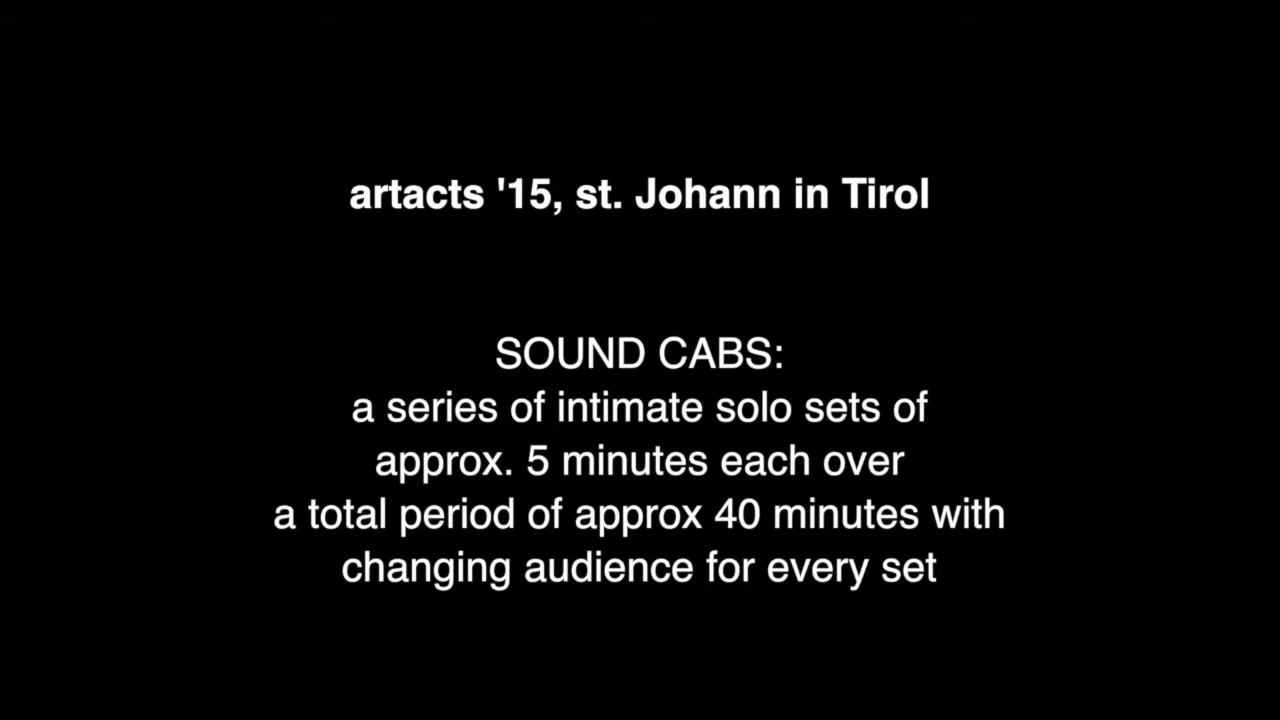 artacts '15, st. Johann in Tirol
SOUND CABS:
a series of intimate solo sets of
approx. 5 minutes each over
a total period of approx 40 minutes with
changing audience for every set